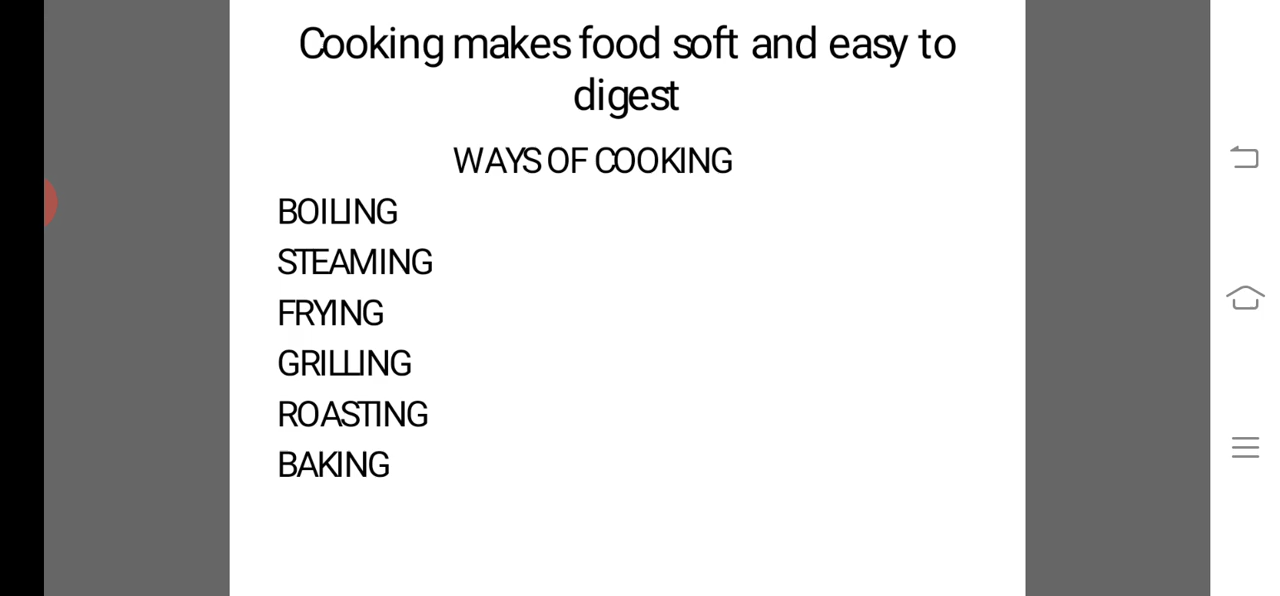 Cooking makes food soft and easy to
digest
WAYS OF COOKING
BOILING
STEAMING
FRYING
GRILLING
ROASTING
BAKING